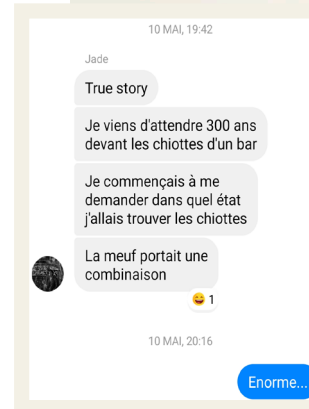 10 MAI, 19:42
Jade
True story
Je viens d'attendre 300 ans
devant les chiottes d'un bar
Je commençais à me
demander dans quel état
j'allais trouver les chiottes
La meuf portait une
combinaison
1
10 MAI, 20:16
Enorme...